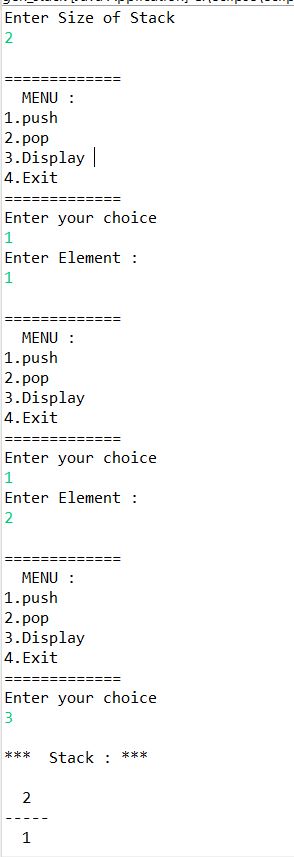 Enter Size of Stack
2
=============
  MENU :
1.push
2.pop
3.Display
4.Exit
=============
Enter your choice
1
Enter Element :
1
=============
  MENU :
1.push
2.pop
3.Display
4.Exit
=============
Enter your choice
1
Enter Element :
2
=============
  MENU :
1.push
2.pop
3.Display
4.Exit
=============
Enter your choice
3
***  Stack : ***
  2
-----
  1